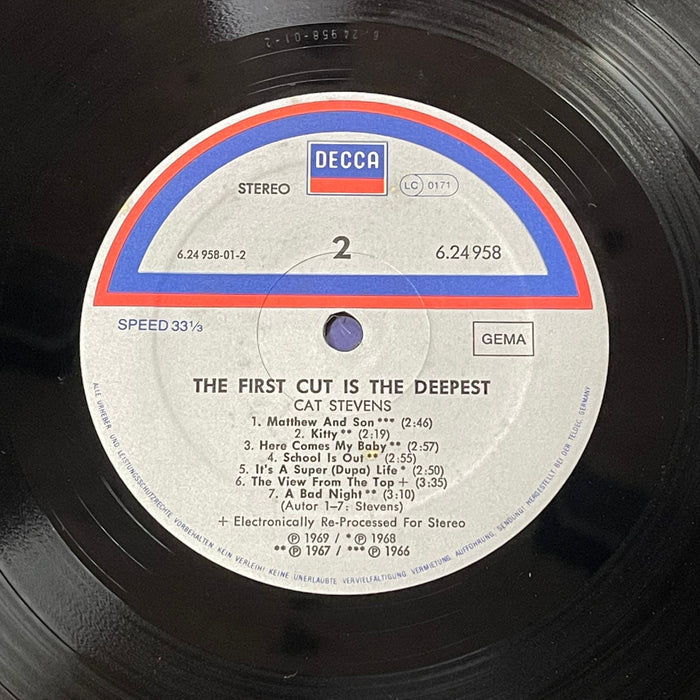 6.24958-01-2
DECCA
STEREO
LC 0171
2
6.24 958-01-2
6.24958
SPEED 33⅓
GEMA
THE FIRST CUT IS THE DEEPEST
CAT STEVENS
1. Matthew And Son *** (2:46)
2. Kitty ** (2:19)
3. Here Comes My Baby ** (2:57)
4. School Is Out ** (2:55)
5. It's A Super (Dupa) Life * (2:50)
6. The View From The Top + (3:35)
7. A Bad Night ** (3:10)
(Autor 1–7: Stevens)
+ Electronically Re-Processed For Stereo
℗ 1969 / * ℗ 1968
** ℗ 1967 / *** ℗ 1966
ALLE URHEBER- UND LEISTUNGSSCHUTZRECHTE VORBEHALTEN. KEIN VERLEIH! KEINE UNERLAUBTE VERVIELFÄLTIGUNG, VERMIETUNG, AUFFÜHRUNG, SENDUNG! HERGESTELLT BEI DER TELDEC, GERMANY